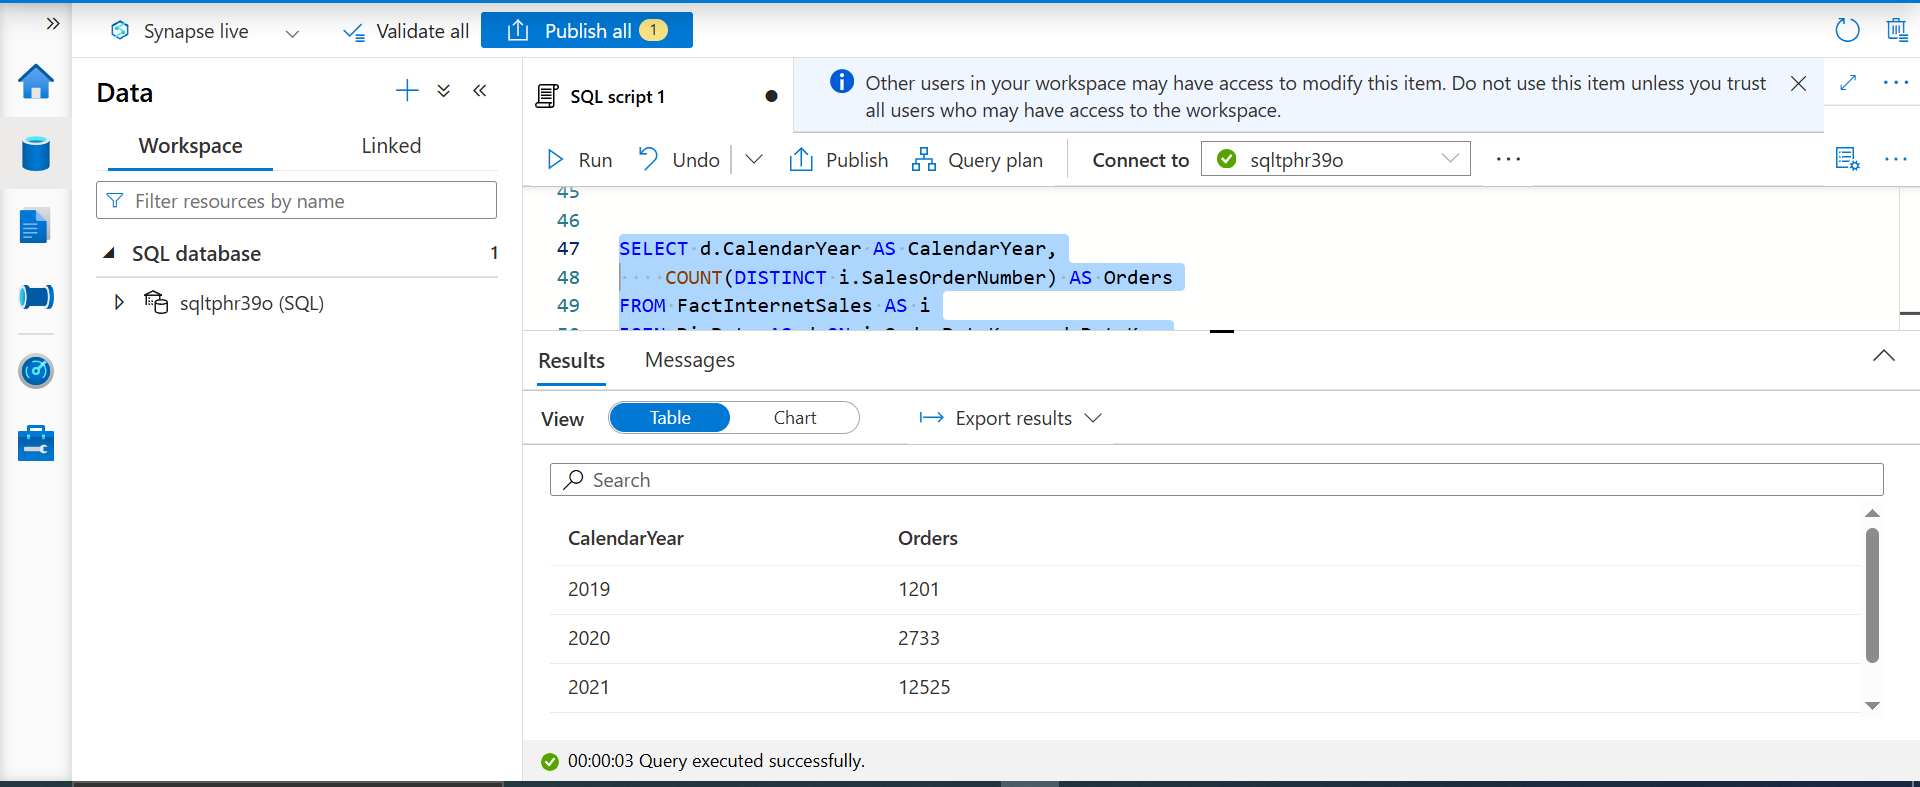 Synapse live
Validate all
Publish all 1
Data
Workspace
Linked
Filter resources by name
SQL database 1
sqltphr39o (SQL)
SQL script 1
Other users in your workspace may have access to modify this item. Do not use this item unless you trust
all users who may have access to the workspace.
Run
Undo
Publish
Query plan
Connect to
sqltphr39o
45
46
47 SELECT d.CalendarYear AS CalendarYear,
48 COUNT(DISTINCT i.SalesOrderNumber) AS Orders
49 FROM FactInternetSales AS i
Results
Messages
View
Table
Chart
Export results
Search
CalendarYear Orders
2019 1201
2020 2733
2021 12525
00:00:03 Query executed successfully.